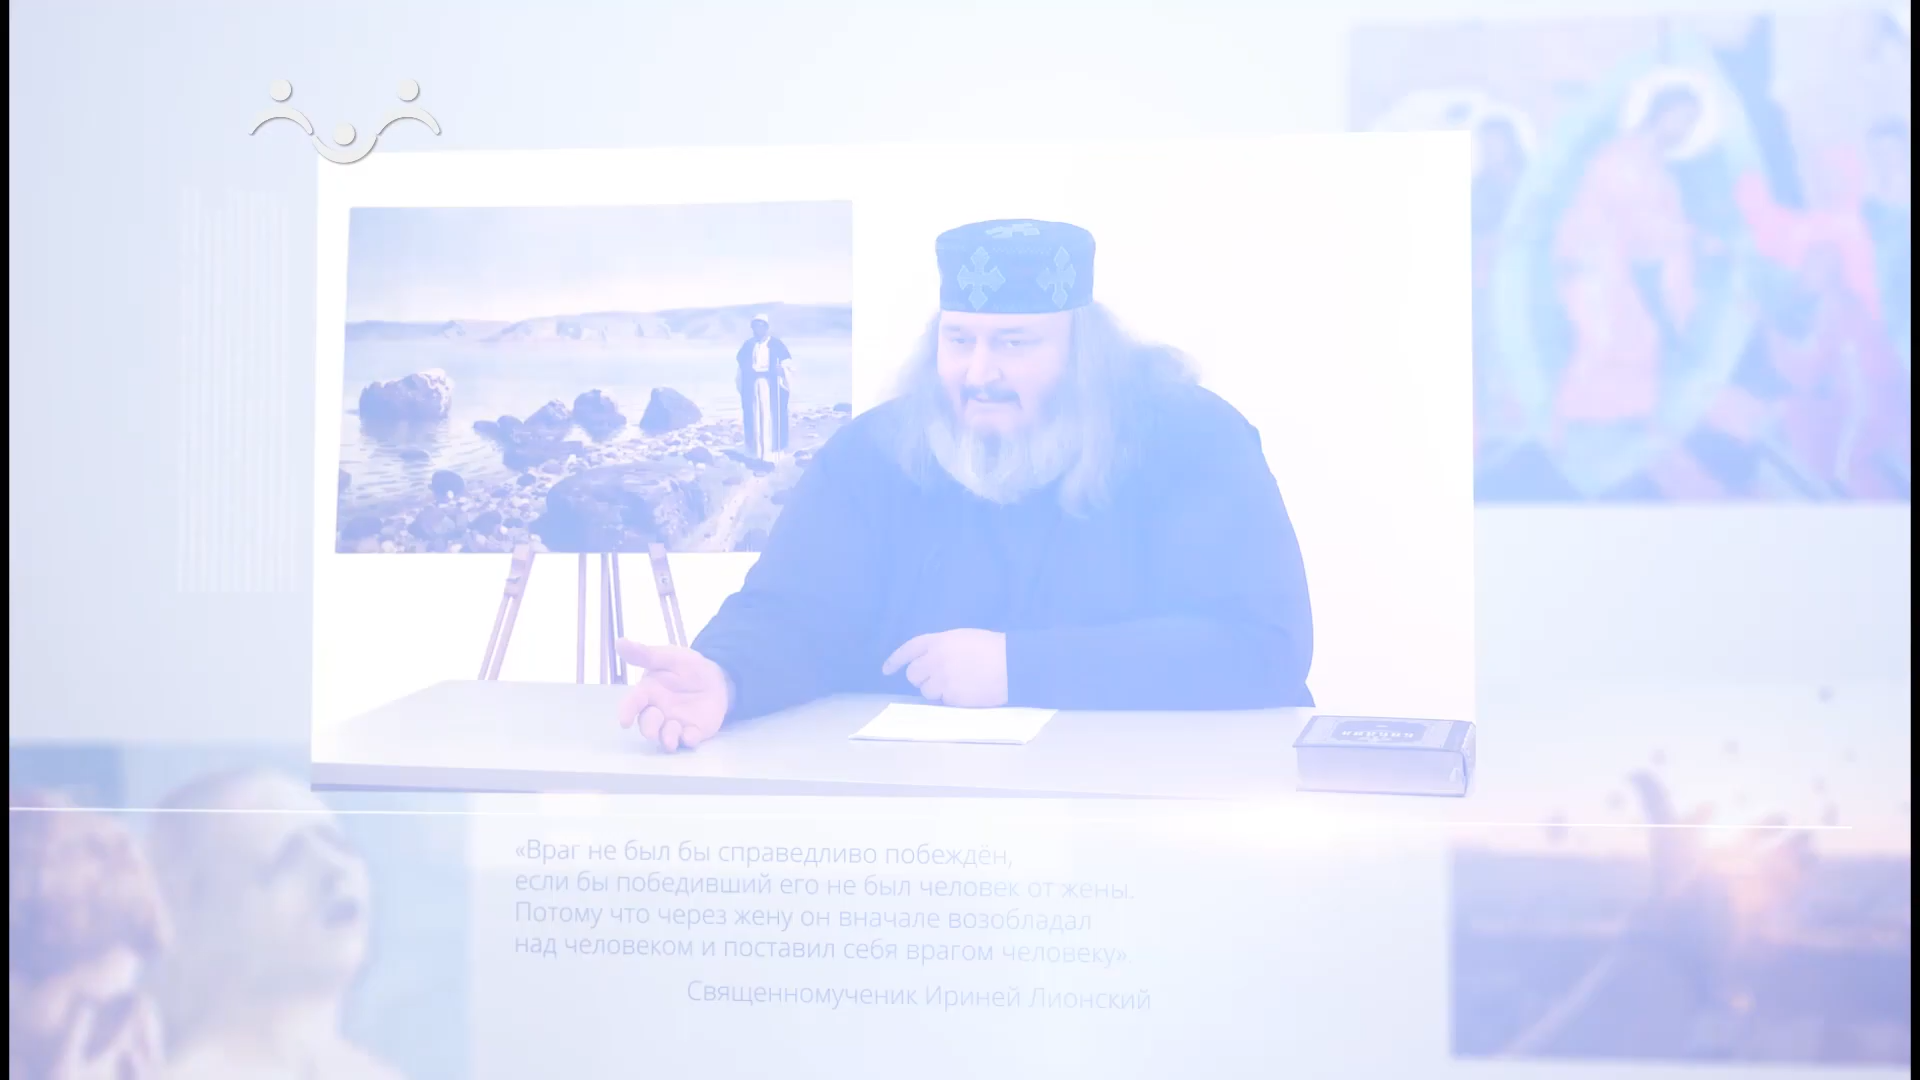 «Враг не был бы справедливо побеждён,
если бы победивший его не был человек от жены.
Потому что через жену он вначале возобладал
над человеком и поставил себя врагом человеку».
Священномученик Ириней Лионский